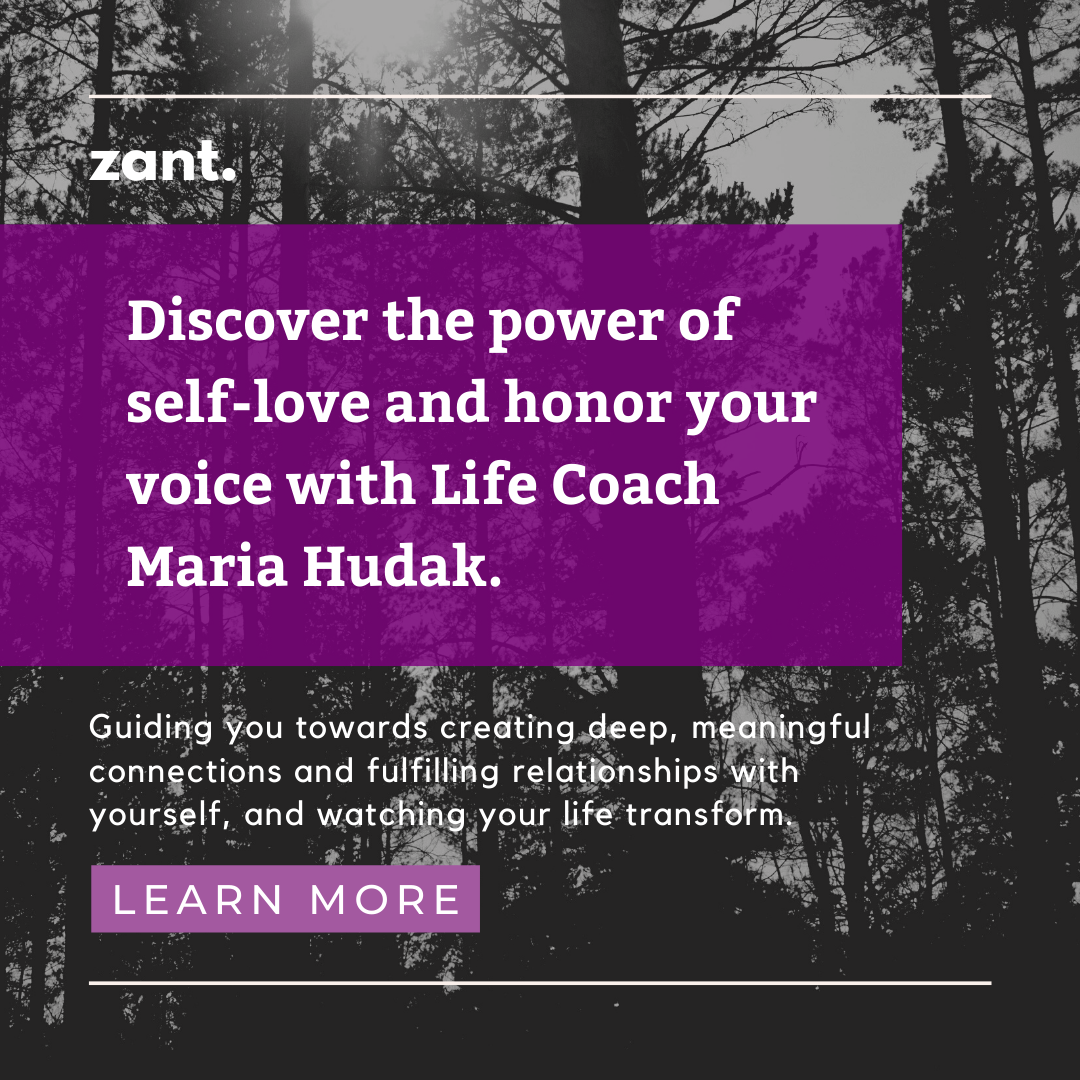 zant.
Discover the power of
self-love and honor your
voice with Life Coach
Maria Hudak.
Guiding you towards creating deep, meaningful
connections and fulfilling relationships with
yourself, and watching your life transform.
LEARN MORE